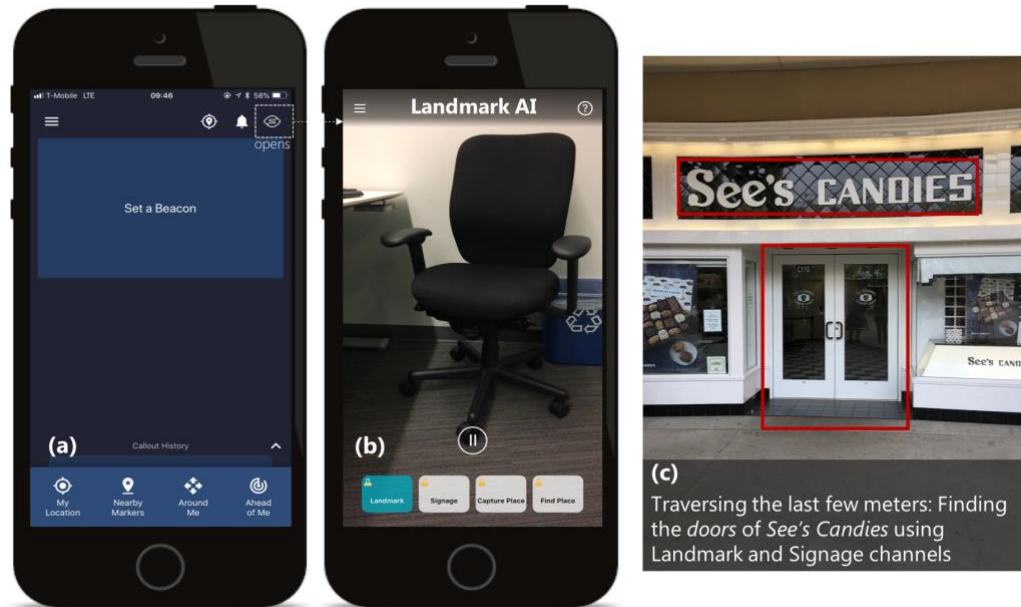 T-Mobile LTE 09:46 58%
opens
Set a Beacon
(a)
Callout History
My
Location
Nearby
Markers
Around
Me
Ahead
of Me
Landmark AI
?
(b)
Landmark
Signage
Capture Place
Find Place
See's CANDIES
C110
See's CAND
(c)
Traversing the last few meters: Finding
the doors of See's Candies using
Landmark and Signage channels